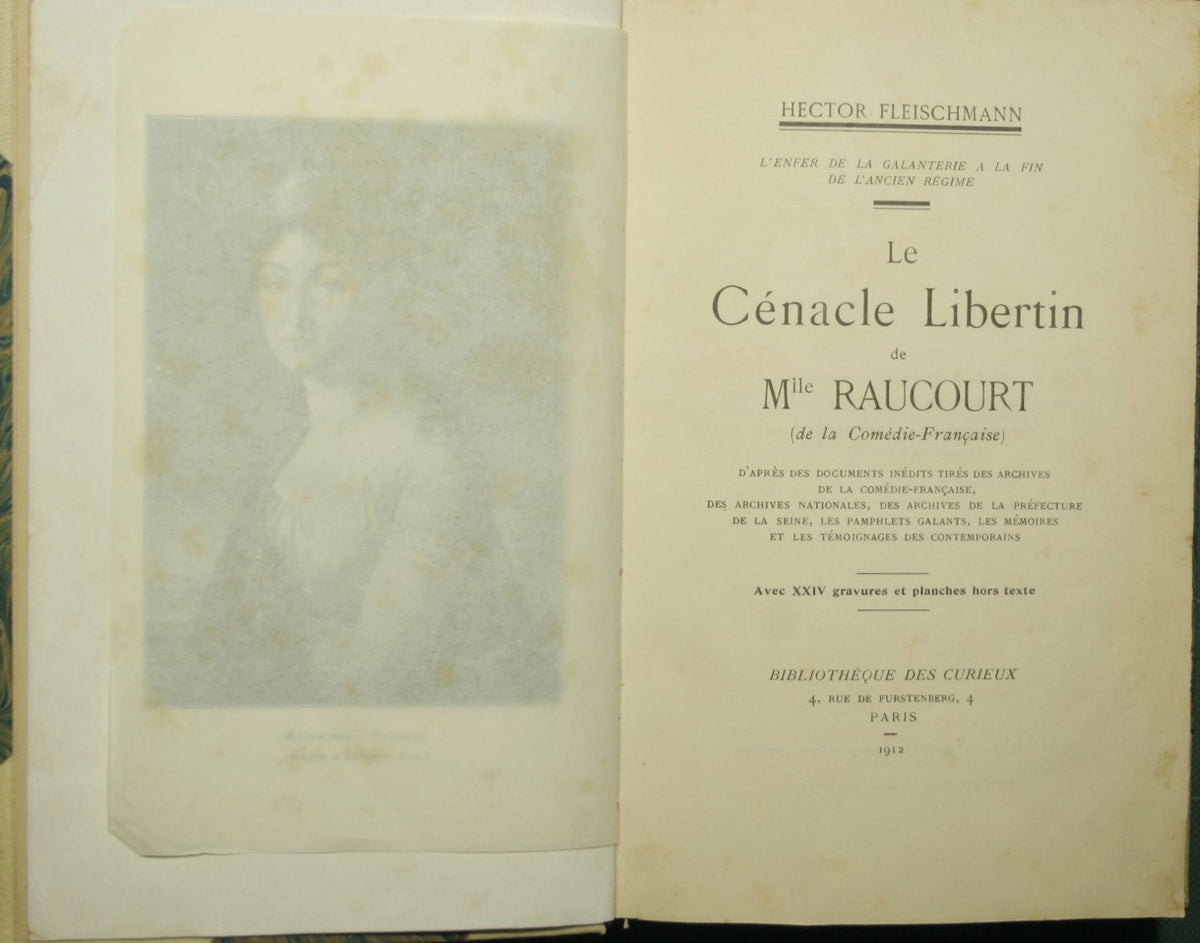 HECTOR FLEISCHMANN
L'ENFER DE LA GALANTERIE A LA FIN
DE L'ANCIEN RÉGIME
Le
Cénacle Libertin
de
Mlle RAUCOURT
(de la Comédie-Française)
D'APRÈS DES DOCUMENTS INÉDITS TIRÉS DES ARCHIVES
DE LA COMÉDIE-FRANÇAISE,
DES ARCHIVES NATIONALES, DES ARCHIVES DE LA PRÉFECTURE
DE LA SEINE, LES PAMPHLETS GALANTS, LES MÉMOIRES
ET LES TÉMOIGNAGES DES CONTEMPORAINS
Avec XXIV gravures et planches hors texte
BIBLIOTHÈQUE DES CURIEUX
4, RUE DE FURSTENBERG, 4
PARIS
1912